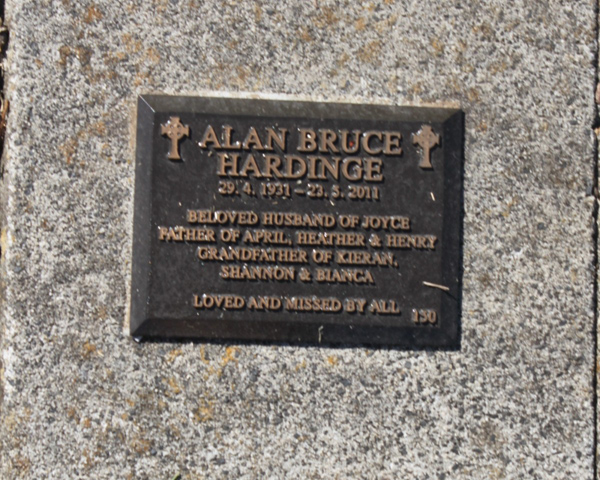 ALAN BRUCE
HARDINGE
29. 4. 1931 - 23. 5. 2011
BELOVED HUSBAND OF JOYCE
FATHER OF APRIL, HEATHER & HENRY
GRANDFATHER OF KIERAN,
SHANNON & BIANCA
LOVED AND MISSED BY ALL
130